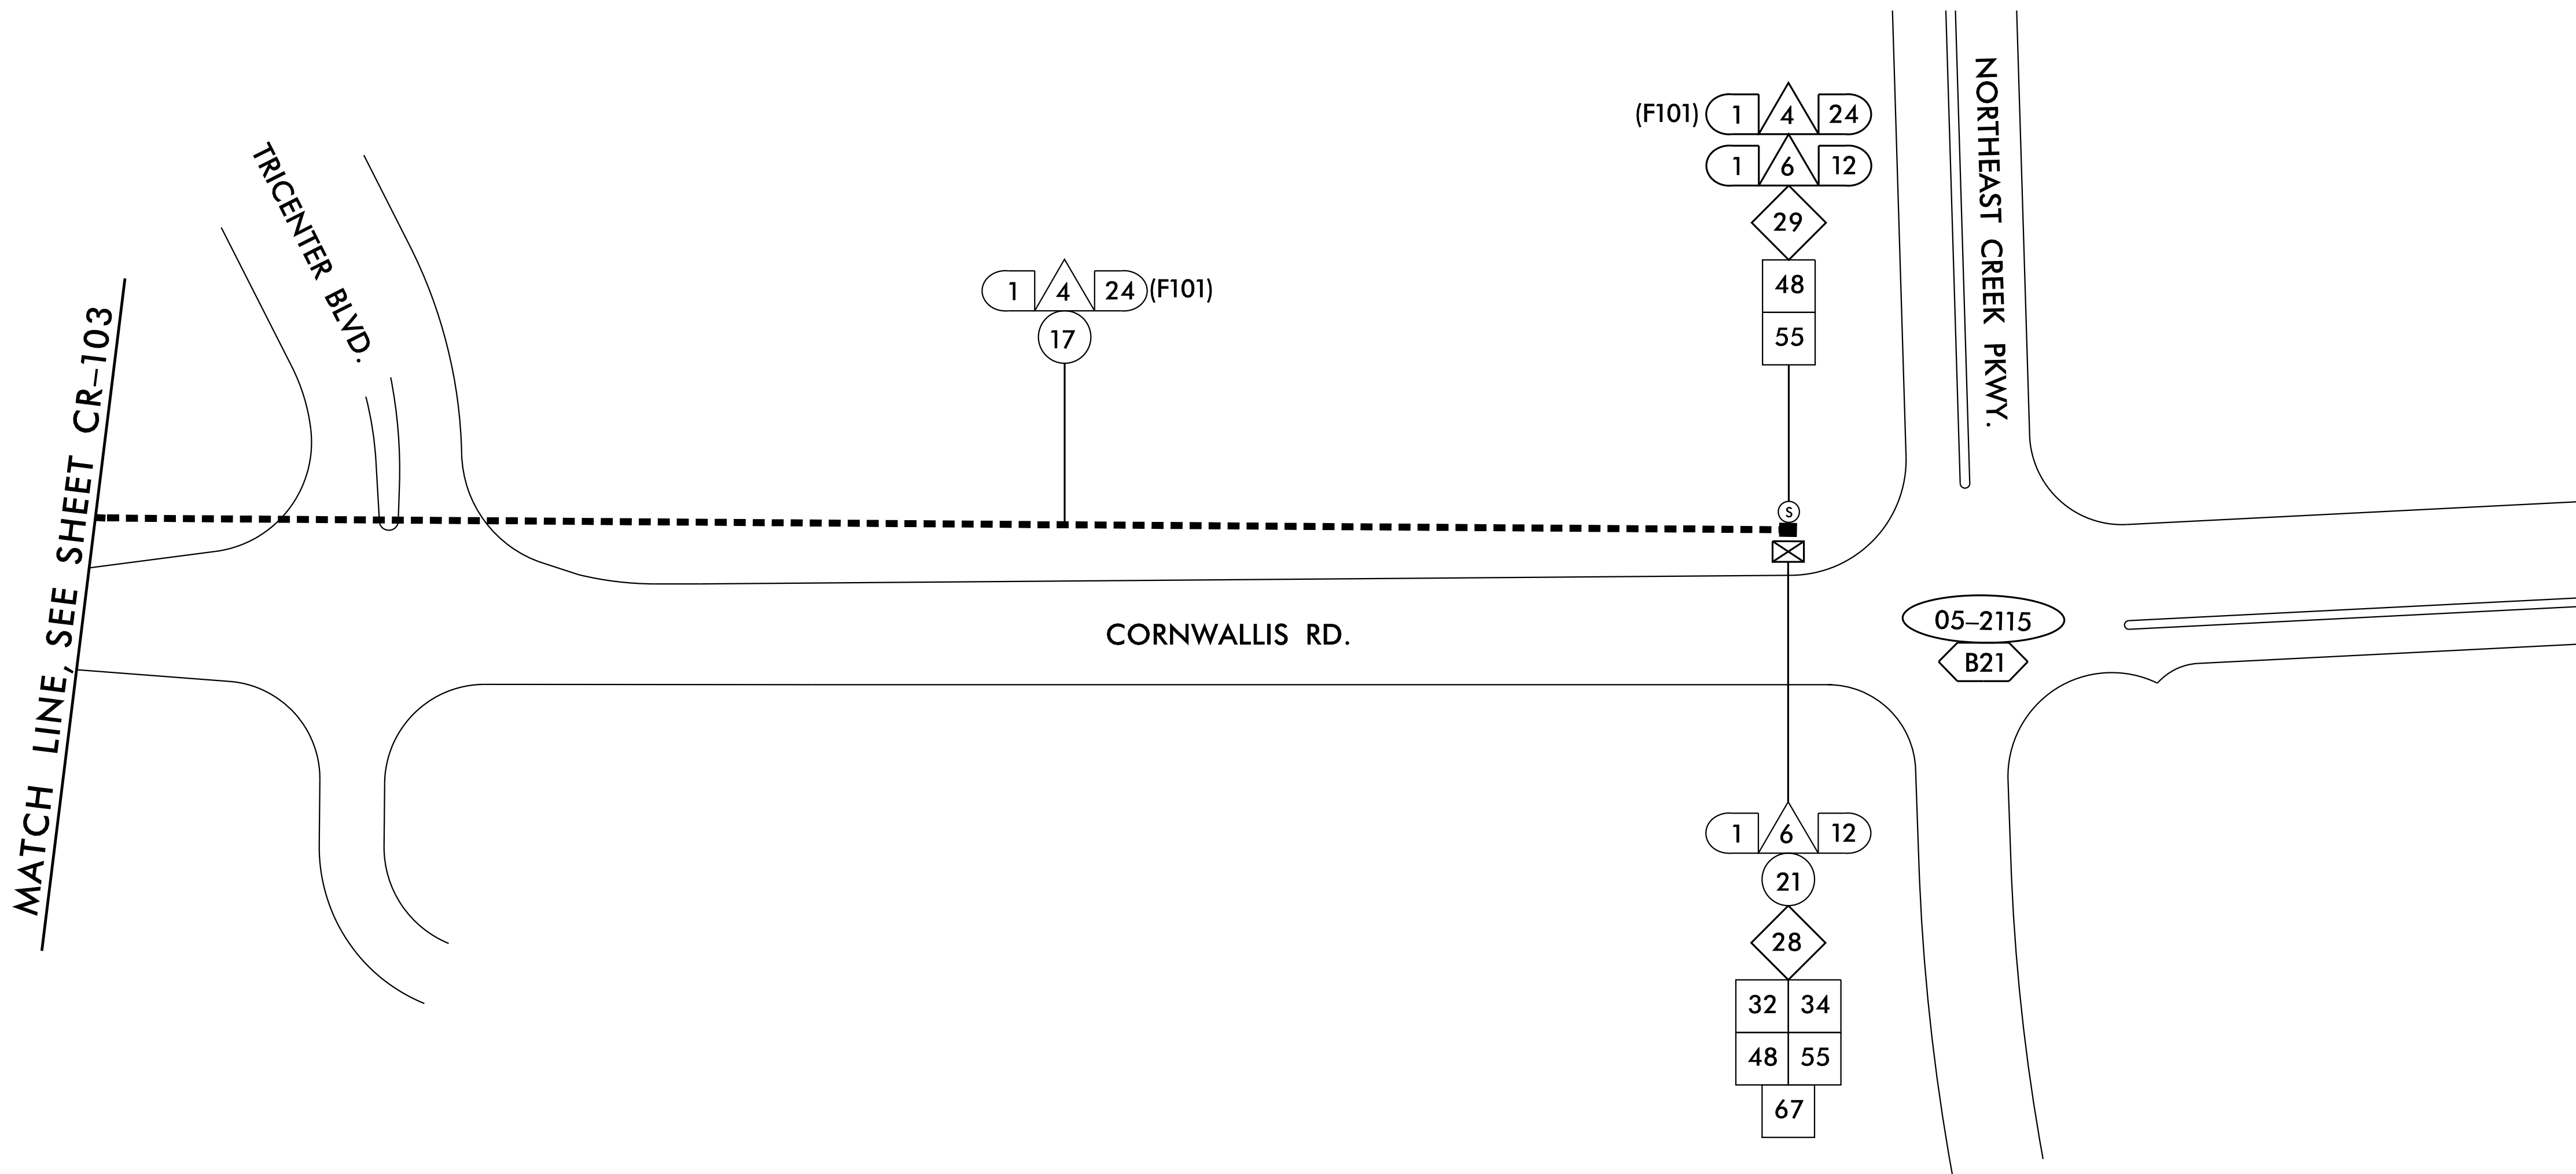 MATCH LINE, SEE SHEET CR-103
TRICENTER BLVD.
1 4 24 (F101)
17
(F101) 1 4 24
1 6 12
29
48
55
S
NORTHEAST CREEK PKWY.
CORNWALLIS RD.
05-2115
B21
1 6 12
21
28
32 34
48 55
67